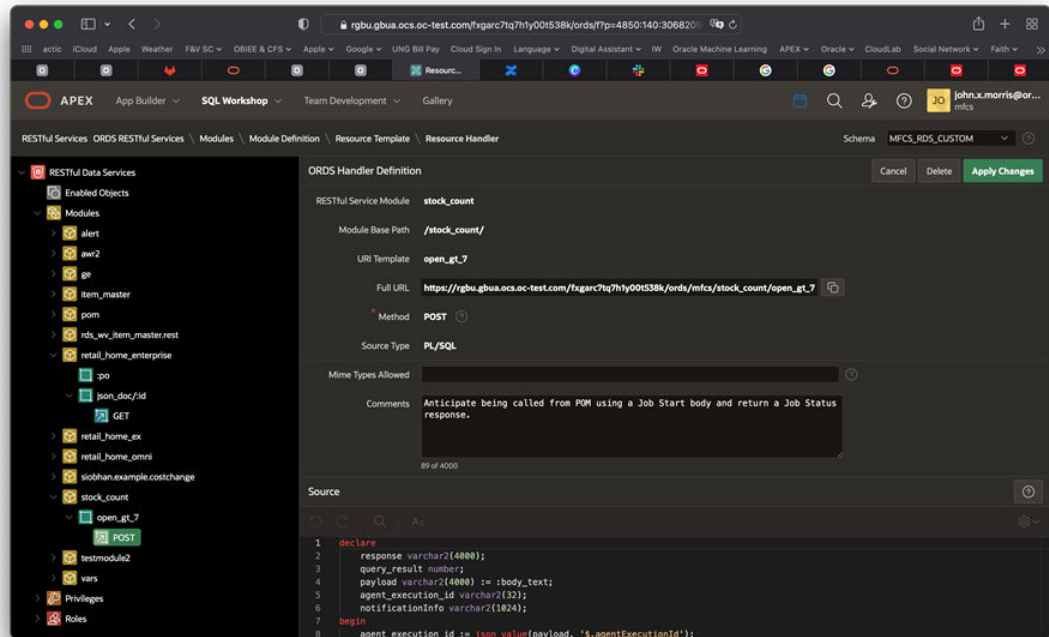 rgbu.gbua.ocs.oc-test.com/fxgarc7tq7h1y00t538k/ords/f?p=4850:140:3068205
actic iCloud Apple Weather F&V SC OBIEE & CFS Apple Google UNG Bill Pay Cloud Sign In Language Digital Assistant IW Oracle Machine Learning APEX Oracle CloudLab Social Network Faith
Resourc...
APEX App Builder SQL Workshop Team Development Gallery JO john.x.morris@or...
mfcs
RESTful Services ORDS RESTful Services \ Modules \ Module Definition \ Resource Template \ Resource Handler Schema MFCS_RDS_CUSTOM
RESTful Data Services
Enabled Objects
Modules
alert
awr2
ge
item_master
pom
rds_wv_item_master.rest
retail_home_enterprise
:po
json_doc/:id
GET
retail_home_ex
retail_home_omni
siobhan.example.costchange
stock_count
open_gt_7
POST
testmodule2
vars
Privileges
Roles
ORDS Handler Definition Cancel Delete Apply Changes
RESTful Service Module stock_count
Module Base Path /stock_count/
URI Template open_gt_7
Full URL https://rgbu.gbua.ocs.oc-test.com/fxgarc7tq7h1y00t538k/ords/mfcs/stock_count/open_gt_7
* Method POST
Source Type PL/SQL
Mime Types Allowed
Comments Anticipate being called from POM using a Job Start body and return a Job Status
response.
89 of 4000
Source
1 declare
2 response varchar2(4000);
3 query_result number;
4 payload varchar2(4000) := :body_text;
5 agent_execution_id varchar2(32);
6 notificationInfo varchar2(1024);
7 begin
8 agent_execution_id := json_value(payload, '$.agentExecutionId');